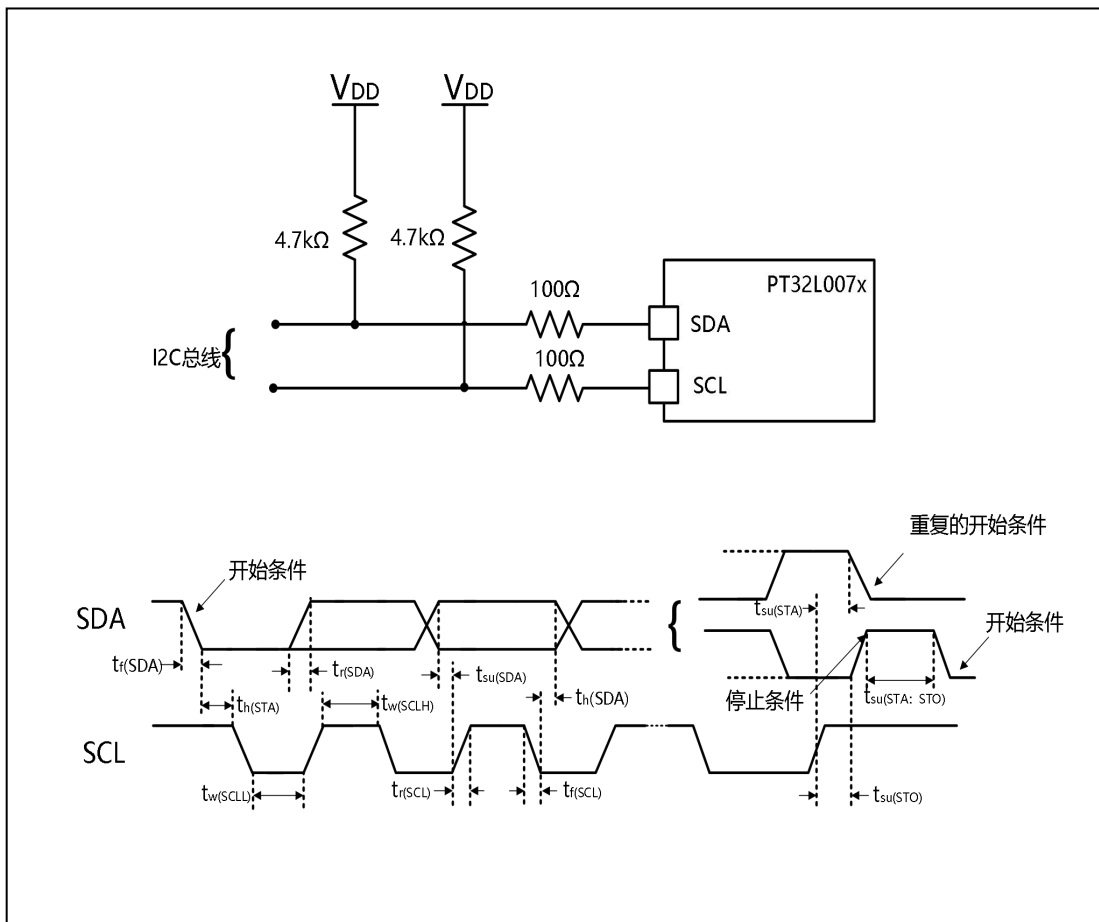 VDD VDD
4.7kΩ 4.7kΩ
PT32L007x
100Ω
SDA
I2C总线
100Ω
SCL
重复的开始条件
开始条件
SDA
tsu(STA)
开始条件
tf(SDA)
tr(SDA)
tsu(SDA)
th(SDA)
停止条件
tsu(STA: STO)
th(STA)
tw(SCLH)
SCL
tw(SCLL)
tr(SCL)
tf(SCL)
tsu(STO)